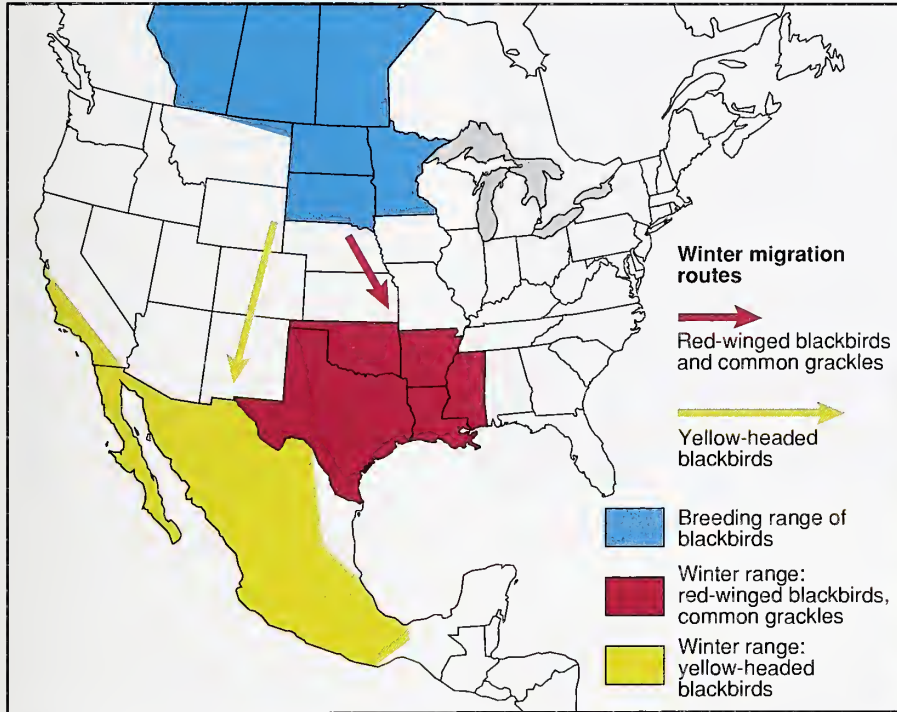 Winter migration
routes
Red-winged blackbirds
and common grackles
Yellow-headed
blackbirds
Breeding range of
blackbirds
Winter range:
red-winged blackbirds,
common grackles
Winter range:
yellow-headed
blackbirds